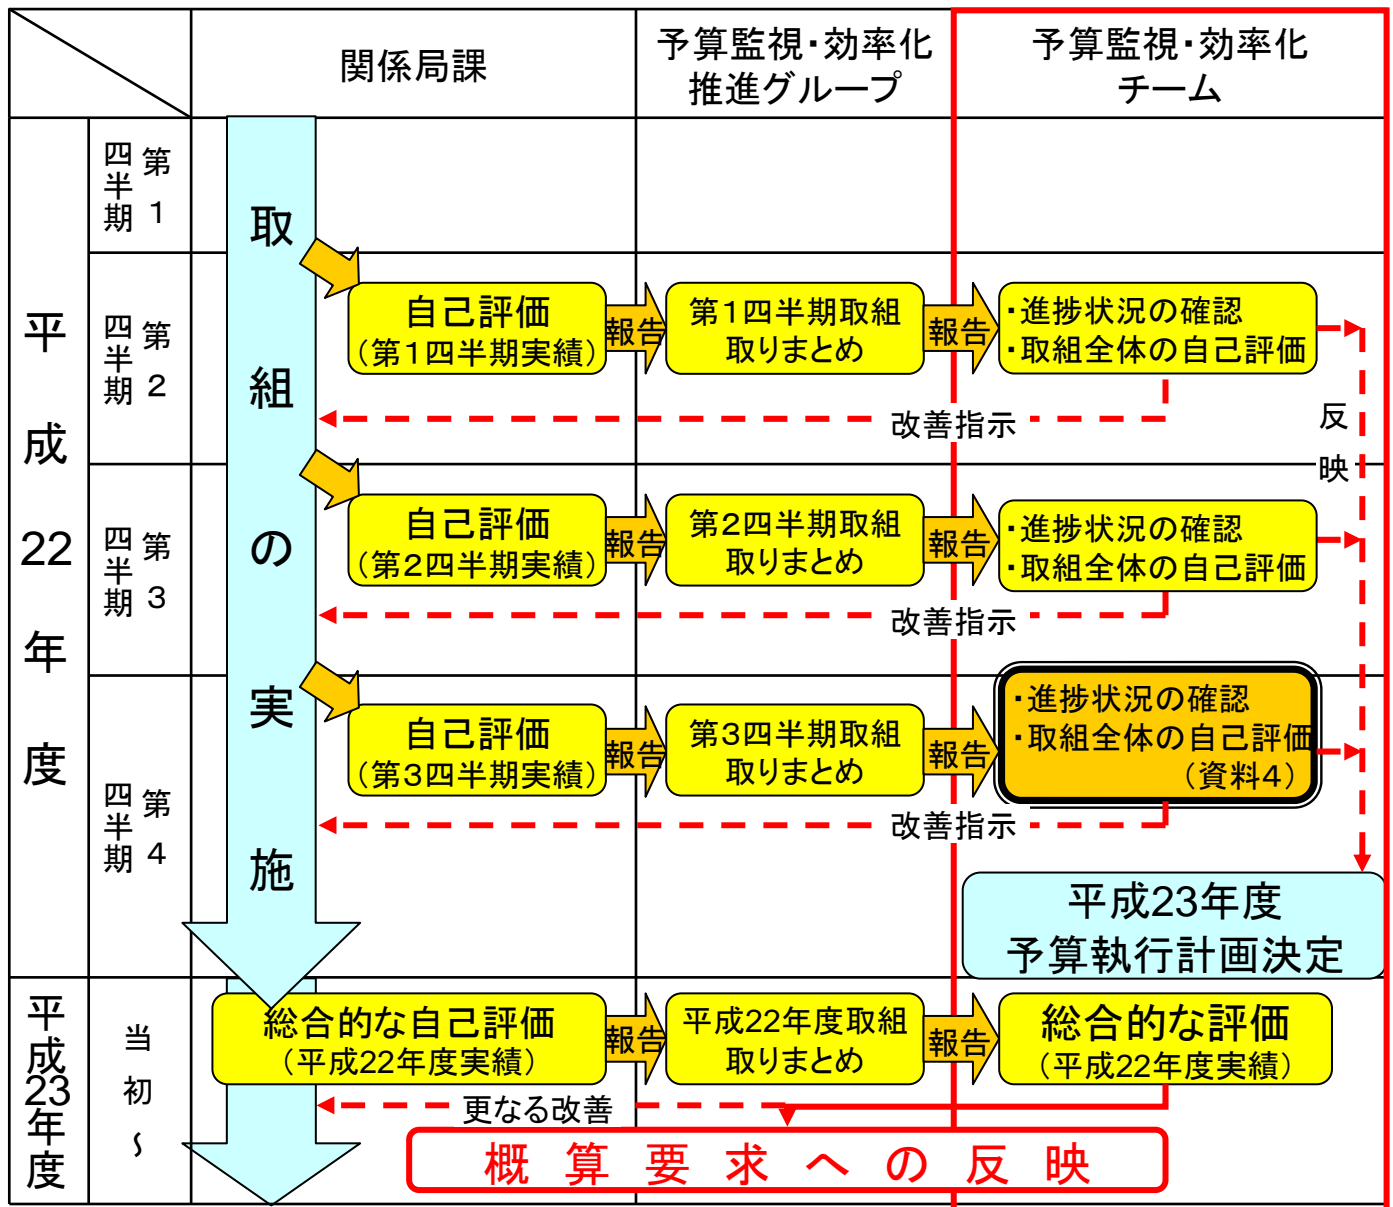 関係局課
予算監視・効率化
推進グループ
予算監視・効率化
チーム
平成22年度
第1
四半期
第2
四半期
第3
四半期
第4
四半期
取組の実施
自己評価
（第1四半期実績）
報告
第1四半期取組
取りまとめ
報告
・進捗状況の確認
・取組全体の自己評価
改善指示
反映
自己評価
（第2四半期実績）
報告
第2四半期取組
取りまとめ
報告
・進捗状況の確認
・取組全体の自己評価
改善指示
自己評価
（第3四半期実績）
報告
第3四半期取組
取りまとめ
報告
・進捗状況の確認
・取組全体の自己評価
（資料4）
改善指示
平成23年度
予算執行計画決定
平成23年度
当初～
総合的な自己評価
（平成22年度実績）
報告
平成22年度取組
取りまとめ
報告
総合的な評価
（平成22年度実績）
更なる改善
概算要求への反映